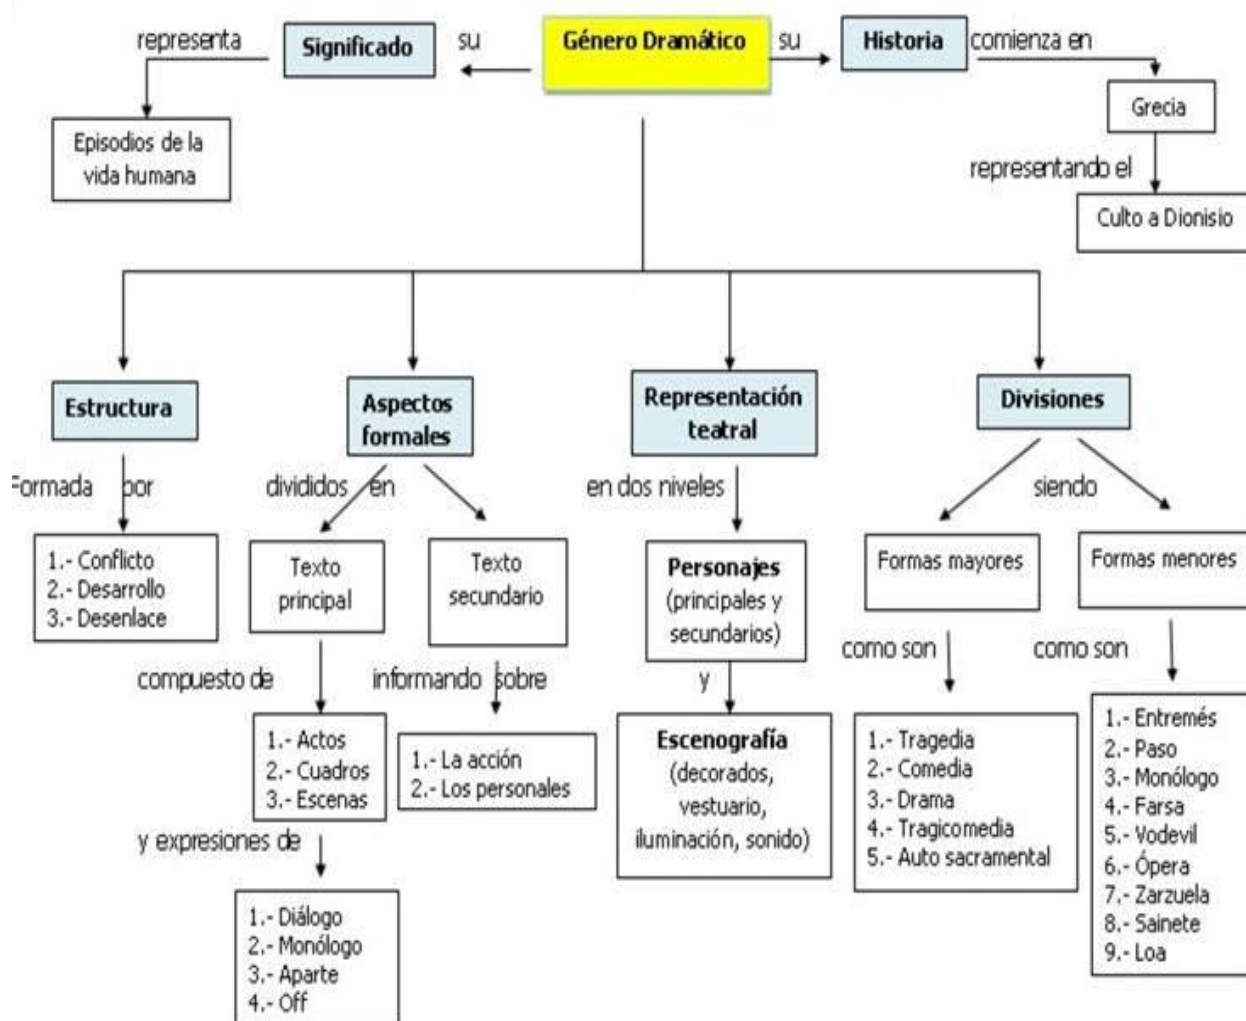 representa
Significado
su
Género Dramático
su
Historia
comienza en
Episodios de la
vida humana
Grecia
representando el
Culto a Dionisio
Estructura
Aspectos
formales
Representación
teatral
Divisiones
Formada por
divididos en
en dos niveles
siendo
1.- Conflicto
2.- Desarrollo
3.- Desenlace
Texto
principal
Texto
secundario
Personajes
(principales y
secundarios)
Formas mayores
Formas menores
compuesto de
informando sobre
y
como son
como son
1.- Actos
2.- Cuadros
3.- Escenas
1.- La acción
2.- Los personales
Escenografía
(decorados,
vestuario,
iluminación, sonido)
1.- Tragedia
2.- Comedia
3.- Drama
4.- Tragicomedia
5.- Auto sacramental
1.- Entremés
2.- Paso
3.- Monólogo
4.- Farsa
5.- Vodevil
6.- Ópera
7.- Zarzuela
8.- Sainete
9.- Loa
y expresiones de
1.- Diálogo
2.- Monólogo
3.- Aparte
4.- Off